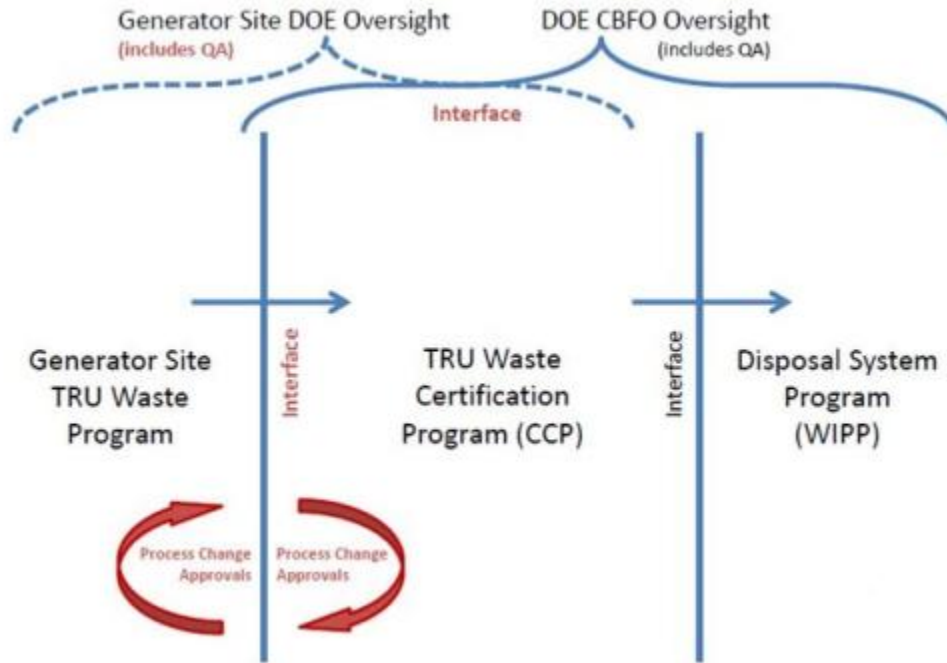 Generator Site DOE Oversight
(includes QA)
DOE CBFO Oversight
(includes QA)
Interface
Interface
Interface
Generator Site
TRU Waste
Program
TRU Waste
Certification
Program (CCP)
Disposal System
Program
(WIPP)
Process Change
Approvals
Process Change
Approvals